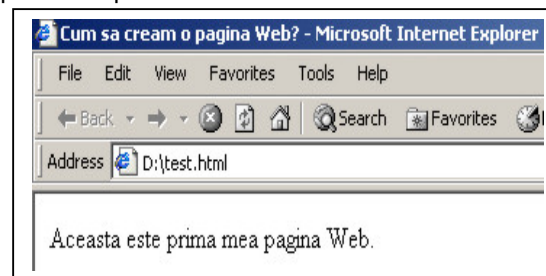 Cum sa cream o pagina Web? - Microsoft Internet Explorer
File Edit View Favorites Tools Help
Back Search Favorites
Address D:\test.html
Aceasta este prima mea pagina Web.